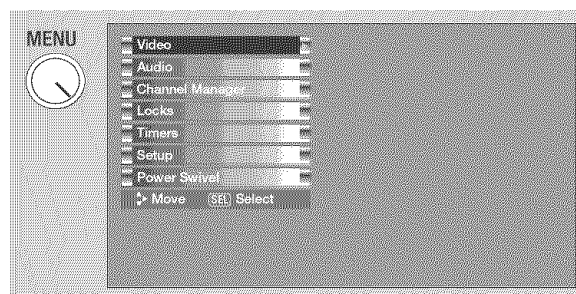 MENU
Video
Audio
Channel Manager
Locks
Timers
Setup
Power Swivel
Move SEL Select